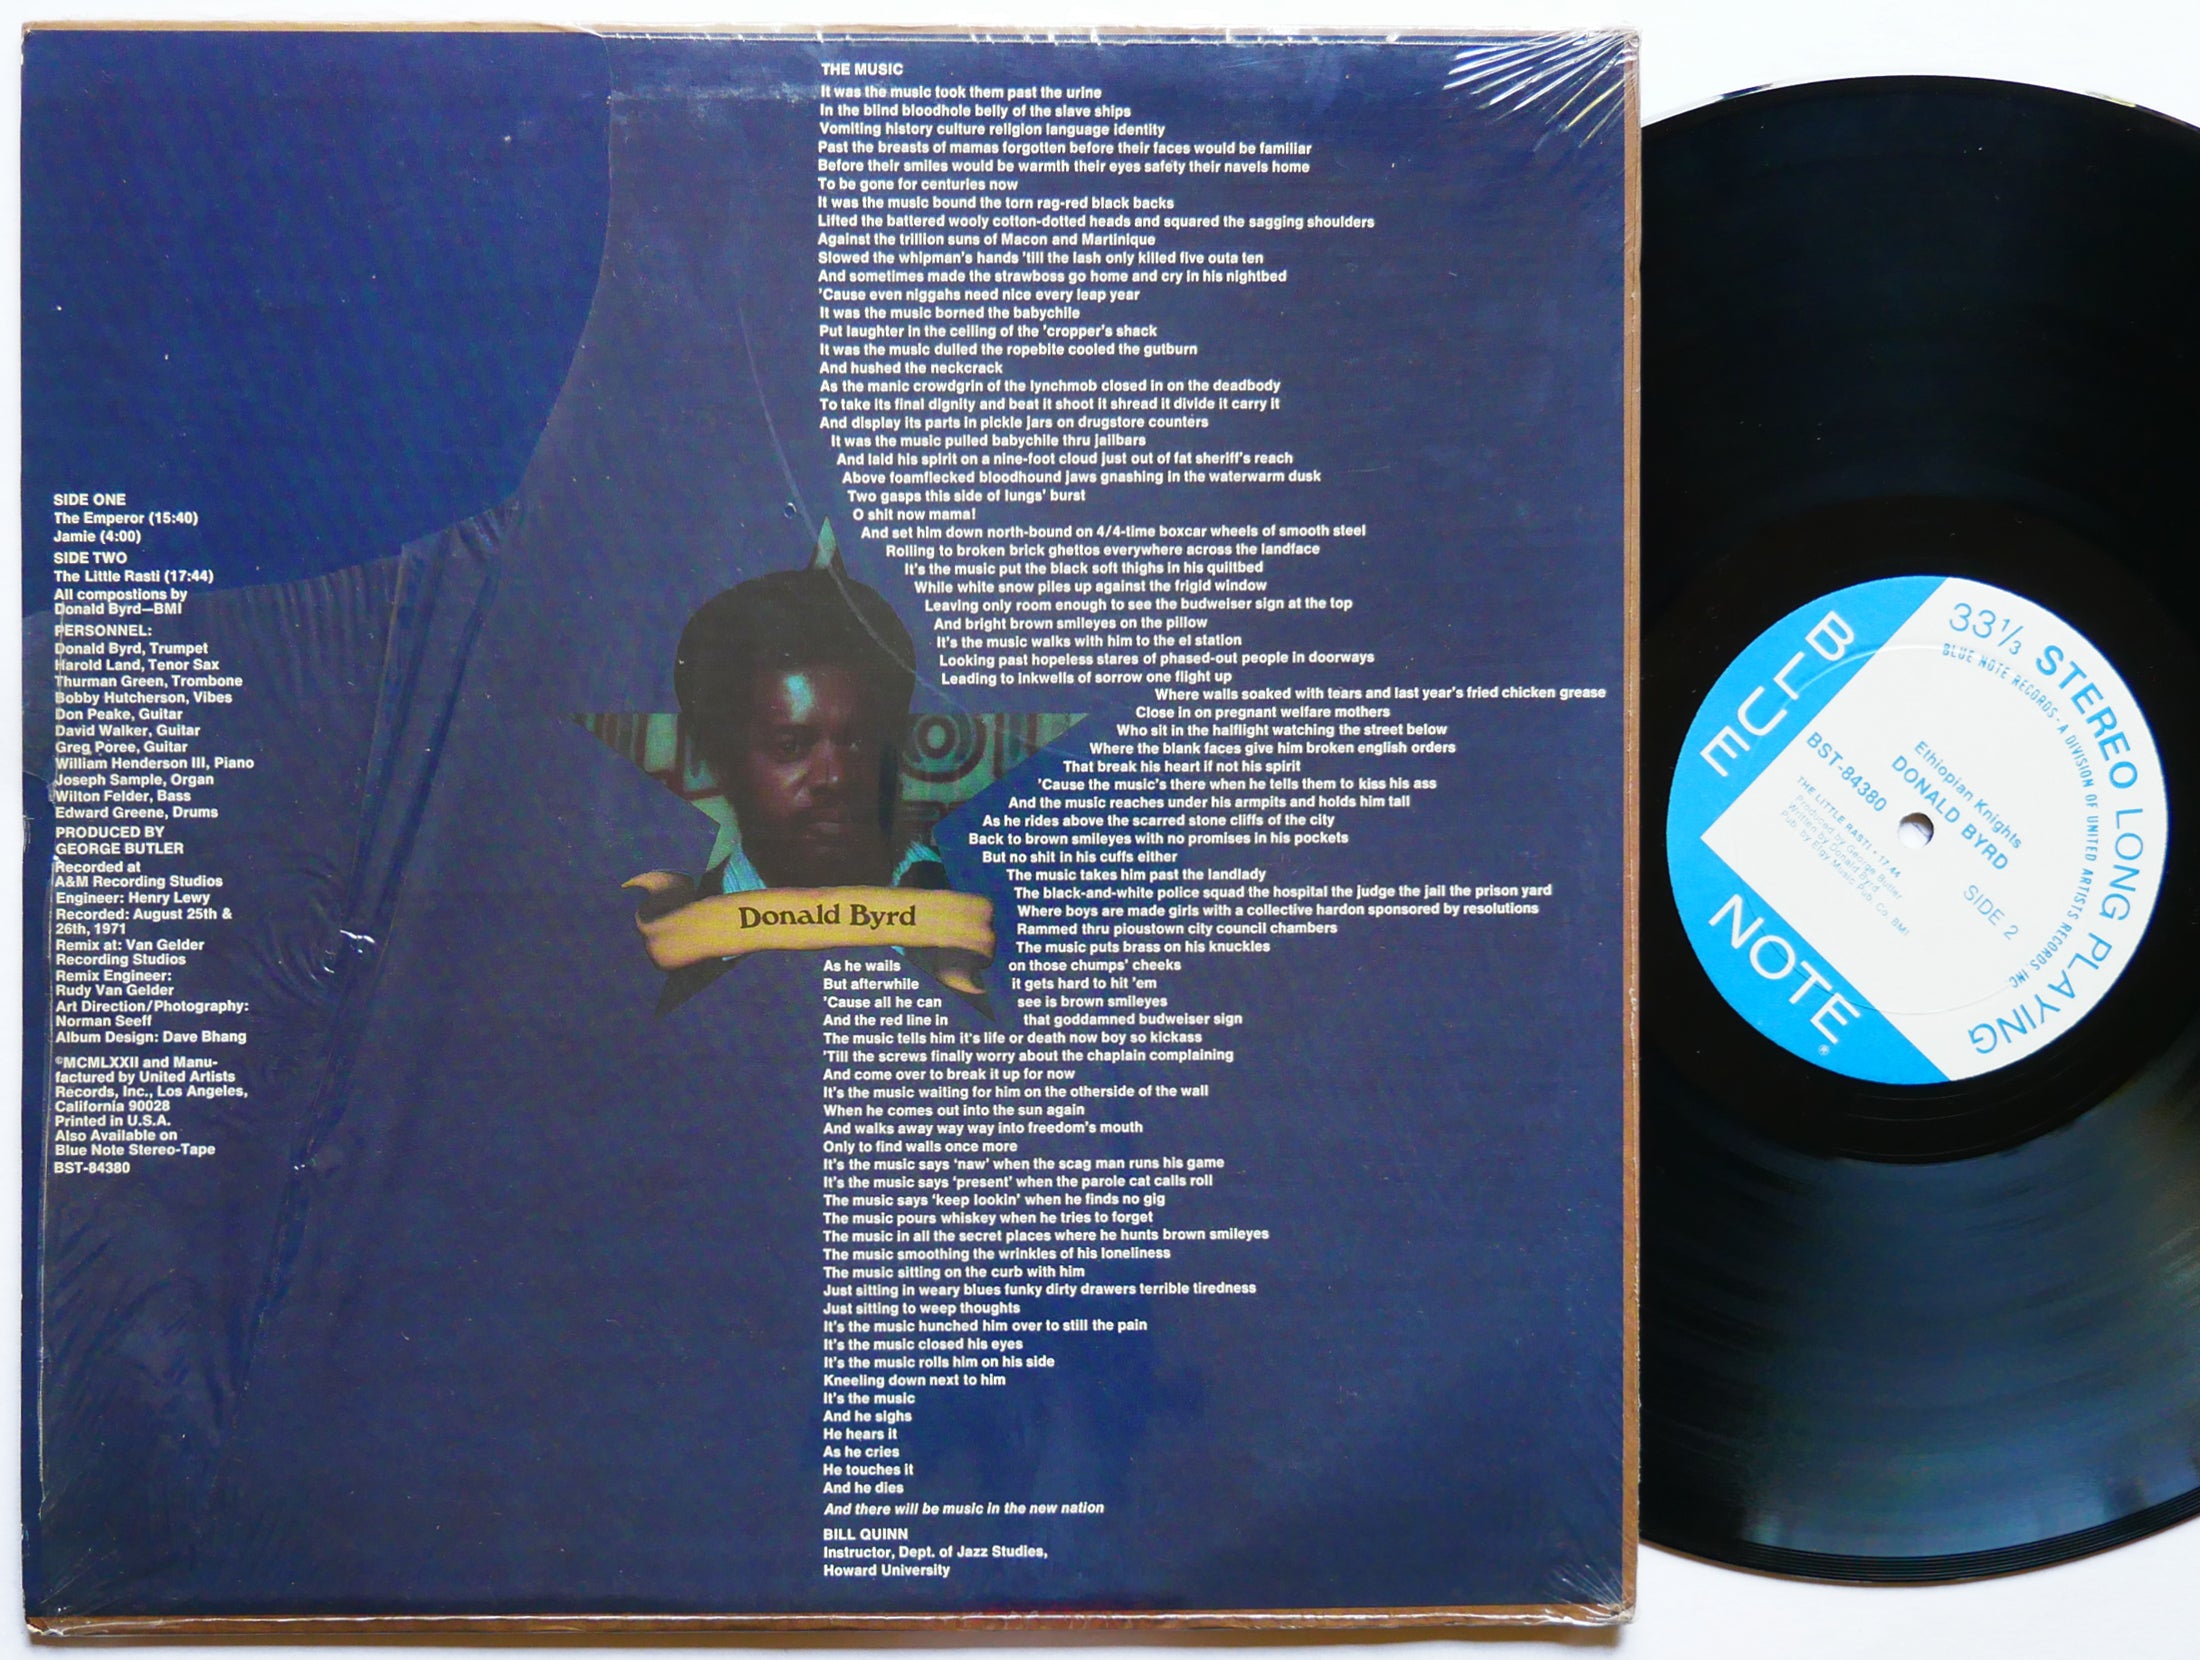 SIDE ONE
The Emperor (15:40)
Jamie (4:00)
SIDE TWO
The Little Rasti (17:44)
All compostions by
Donald Byrd—BMI
PERSONNEL:
Donald Byrd, Trumpet
Harold Land, Tenor Sax
Thurman Green, Trombone
Bobby Hutcherson, Vibes
Don Peake, Guitar
David Walker, Guitar
Greg Poree, Guitar
William Henderson III, Piano
Joseph Sample, Organ
Wilton Felder, Bass
Edward Greene, Drums
PRODUCED BY
GEORGE BUTLER
Recorded at
A&M Recording Studios
Engineer: Henry Lewy
Recorded: August 25th &
26th, 1971
Remix at: Van Gelder
Recording Studios
Remix Engineer:
Rudy Van Gelder
Art Direction/Photography:
Norman Seeff
Album Design: Dave Bhang
©MCMLXXII and Manu-
factured by United Artists
Records, Inc., Los Angeles,
California 90028
Printed in U.S.A.
Also Available on
Blue Note Stereo-Tape
BST-84380
THE MUSIC
It was the music took them past the urine
In the blind bloodhole belly of the slave ships
Vomiting history culture religion language identity
Past the breasts of mamas forgotten before their faces would be familiar
Before their smiles would be warmth their eyes safety their navels home
To be gone for centuries now
It was the music bound the torn rag-red black backs
Lifted the battered wooly cotton-dotted heads and squared the sagging shoulders
Against the trillion suns of Macon and Martinique
Slowed the whipman's hands 'till the lash only killed five outa ten
And sometimes made the strawboss go home and cry in his nightbed
'Cause even niggahs need nice every leap year
It was the music borned the babychile
Put laughter in the ceiling of the 'cropper's shack
It was the music dulled the ropebite cooled the gutburn
And hushed the neckcrack
As the manic crowdgrin of the lynchmob closed in on the deadbody
To take its final dignity and beat it shoot it shread it divide it carry it
And display its parts in pickle jars on drugstore counters
It was the music pulled babychile thru jailbars
And laid his spirit on a nine-foot cloud just out of fat sheriff's reach
Above foamflecked bloodhound jaws gnashing in the waterwarm dusk
Two gasps this side of lungs' burst
O shit now mama!
And set him down north-bound on 4/4-time boxcar wheels of smooth steel
Rolling to broken brick ghettos everywhere across the landface
It's the music put the black soft thighs in his quiltbed
While white snow piles up against the frigid window
Leaving only room enough to see the budweiser sign at the top
And bright brown smileyes on the pillow
It's the music walks with him to the el station
Looking past hopeless stares of phased-out people in doorways
Leading to inkwells of sorrow one flight up
Where walls soaked with tears and last year's fried chicken grease
Close in on pregnant welfare mothers
Who sit in the halflight watching the street below
Where the blank faces give him broken english orders
That break his heart if not his spirit
'Cause the music's there when he tells them to kiss his ass
And the music reaches under his armpits and holds him tall
As he rides above the scarred stone cliffs of the city
Back to brown smileyes with no promises in his pockets
But no shit in his cuffs either
The music takes him past the landlady
The black-and-white police squad the hospital the judge the jail the prison yard
Where boys are made girls with a collective hardon sponsored by resolutions
Rammed thru pioustown city council chambers
The music puts brass on his knuckles
As he wails on those chumps' cheeks
But afterwhile it gets hard to hit 'em
'Cause all he can see is brown smileyes
And the red line in that goddamned budweiser sign
The music tells him it's life or death now boy so kickass
'Till the screws finally worry about the chaplain complaining
And come over to break it up for now
It's the music waiting for him on the otherside of the wall
When he comes out into the sun again
And walks away way way into freedom's mouth
Only to find walls once more
It's the music says 'naw' when the scag man runs his game
It's the music says 'present' when the parole cat calls roll
The music says 'keep lookin' when he finds no gig
The music pours whiskey when he tries to forget
The music in all the secret places where he hunts brown smileyes
The music smoothing the wrinkles of his loneliness
The music sitting on the curb with him
Just sitting in weary blues funky dirty drawers terrible tiredness
Just sitting to weep thoughts
It's the music hunched him over to still the pain
It's the music closed his eyes
It's the music rolls him on his side
Kneeling down next to him
It's the music
And he sighs
He hears it
As he cries
He touches it
And he dies
And there will be music in the new nation
BILL QUINN
Instructor, Dept. of Jazz Studies,
Howard University
Donald Byrd
BLUE NOTE
®
33 1/3 STEREO LONG PLAYING
BLUE NOTE RECORDS · A DIVISION OF UNITED ARTISTS RECORDS, INC.
Ethiopian Knights
DONALD BYRD
BST-84380
SIDE 2
THE LITTLE RASTI • 17:44
Produced by George Butler
Written by Donald Byrd
Pub. by Elgy Music Pub. Co. BMI